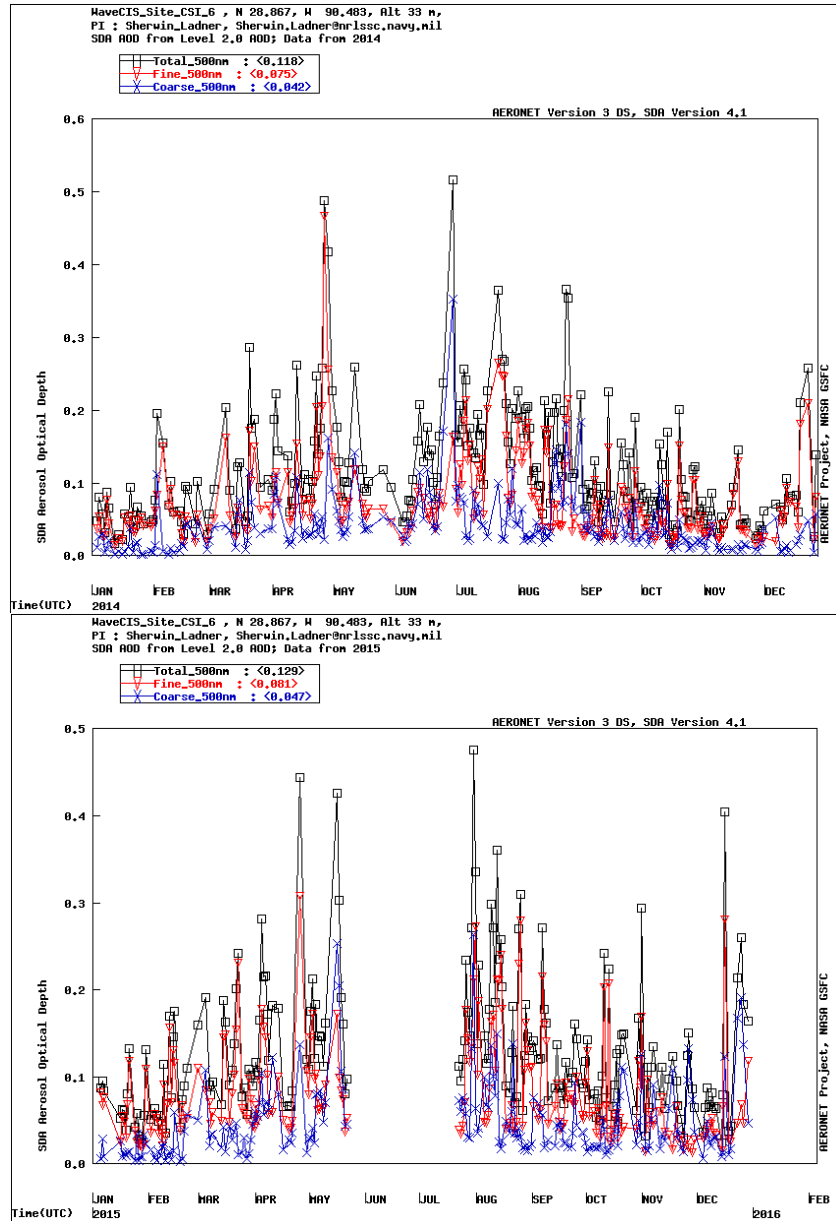 WaveCIS_Site_CSI_6 , N 28.867, W  90.483, Alt 33 m,
PI : Sherwin_Ladner, Sherwin.Ladner@nrlssc.navy.mil
SDA AOD from Level 2.0 AOD; Data from 2014
Total_500nm  : <0.118>
Fine_500nm  : <0.075>
Coarse_500nm  : <0.042>
AERONET Version 3 DS, SDA Version 4.1
0.6
0.5
0.4
0.3
0.2
0.1
0.0
SDA Aerosol Optical Depth
AERONET Project, NASA GSFC
JAN FEB MAR APR MAY JUN JUL AUG SEP OCT NOV DEC
Time(UTC) 2014
WaveCIS_Site_CSI_6 , N 28.867, W  90.483, Alt 33 m,
PI : Sherwin_Ladner, Sherwin.Ladner@nrlssc.navy.mil
SDA AOD from Level 2.0 AOD; Data from 2015
Total_500nm  : <0.129>
Fine_500nm  : <0.081>
Coarse_500nm  : <0.047>
AERONET Version 3 DS, SDA Version 4.1
0.5
0.4
0.3
0.2
0.1
0.0
SDA Aerosol Optical Depth
AERONET Project, NASA GSFC
JAN FEB MAR APR MAY JUN JUL AUG SEP OCT NOV DEC FEB
Time(UTC) 2015 2016